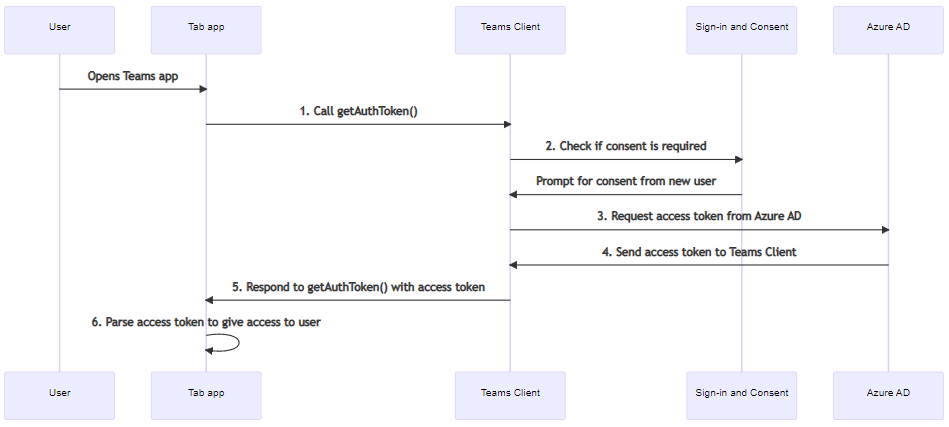 User
Tab app
Teams Client
Sign-in and Consent
Azure AD
Opens Teams app
1. Call getAuthToken()
2. Check if consent is required
Prompt for consent from new user
3. Request access token from Azure AD
4. Send access token to Teams Client
5. Respond to getAuthToken() with access token
6. Parse access token to give access to user
User
Tab app
Teams Client
Sign-in and Consent
Azure AD